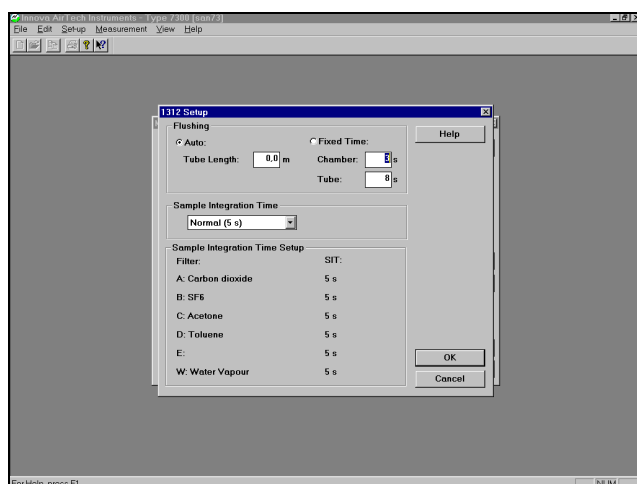 Innova AirTech Instruments - Type 7300 [san73]
File Edit Set-up Measurement View Help
1312 Setup
Flushing
Auto:
Fixed Time:
Help
Tube Length: 0,0 m
Chamber: 3 s
Tube: 8 s
Sample Integration Time
Normal (5 s)
Sample Integration Time Setup
Filter: SIT:
A: Carbon dioxide 5 s
B: SF6 5 s
C: Acetone 5 s
D: Toluene 5 s
E: 5 s
W: Water Vapour 5 s
OK
Cancel
For Help, press F1
NUM